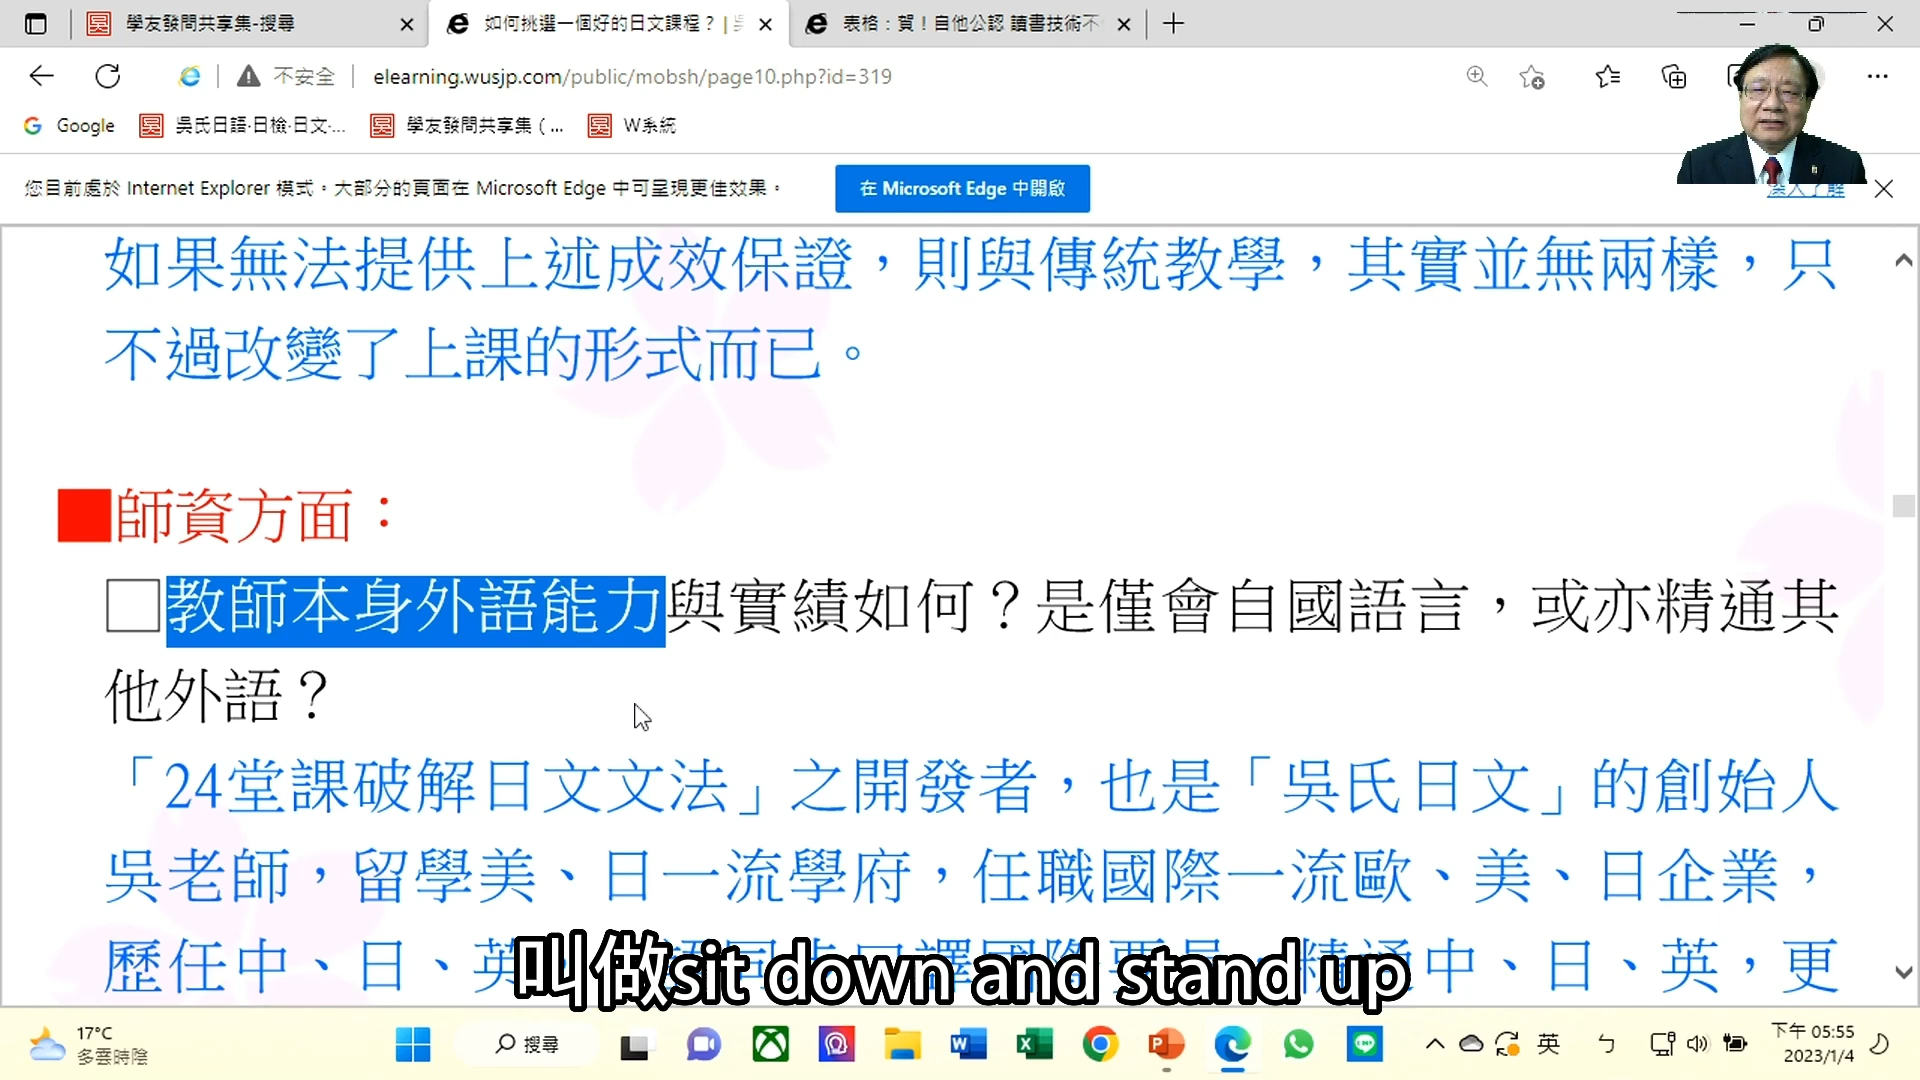 學友發問共享集-搜尋
如何挑選一個好的日文課程？ |
表格：賀！自他公認 讀書技術不
不安全
elearning.wusjp.com/public/mobsh/page10.php?id=319
Google
吳氏日語·日檢·日文...
學友發問共享集 ( ...
W系統
您目前處於 Internet Explorer 模式。大部分的頁面在 Microsoft Edge 中可呈現更佳效果。
在 Microsoft Edge 中開啟
深入了解
如果無法提供上述成效保證，則與傳統教學，其實並無兩樣，只
不過改變了上課的形式而已。
■師資方面：
□教師本身外語能力與實績如何？是僅會自國語言，或亦精通其
他外語？
「24堂課破解日文文法」之開發者，也是「吳氏日文」的創始人
吳老師，留學美、日一流學府，任職國際一流歐、美、日企業，
歷任中、日、英 精通中、日、英，更
叫做sit down and stand up
17°C
多雲時陰
搜尋
英
ㄅ
下午 05:55
2023/1/4